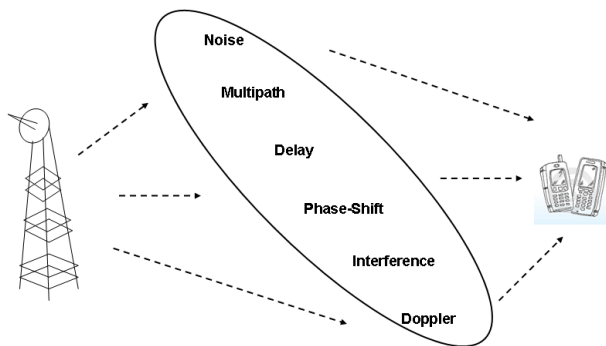 Noise
Multipath
Delay
Phase-Shift
Interference
Doppler